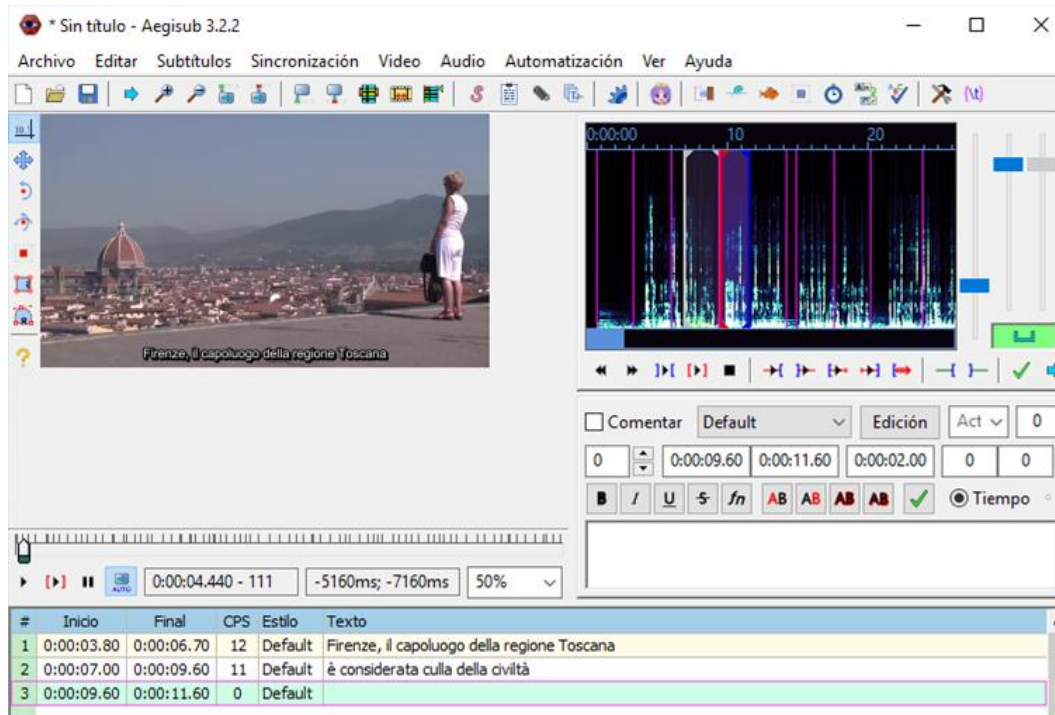 * Sin título - Aegisub 3.2.2
Archivo Editar Subtítulos Sincronización Video Audio Automatización Ver Ayuda
0:00:00 10 20
Firenze, il capoluogo della regione Toscana
Comentar Default Edición Act 0
0 0:00:09.60 0:00:11.60 0:00:02.00 0 0
B I U S fn AB AB AB AB Tiempo
AUTO 0:00:04.440 - 111 -5160ms; -7160ms 50%
# Inicio Final CPS Estilo Texto
1 0:00:03.80 0:00:06.70 12 Default Firenze, il capoluogo della regione Toscana
2 0:00:07.00 0:00:09.60 11 Default è considerata culla della civiltà
3 0:00:09.60 0:00:11.60 0 Default